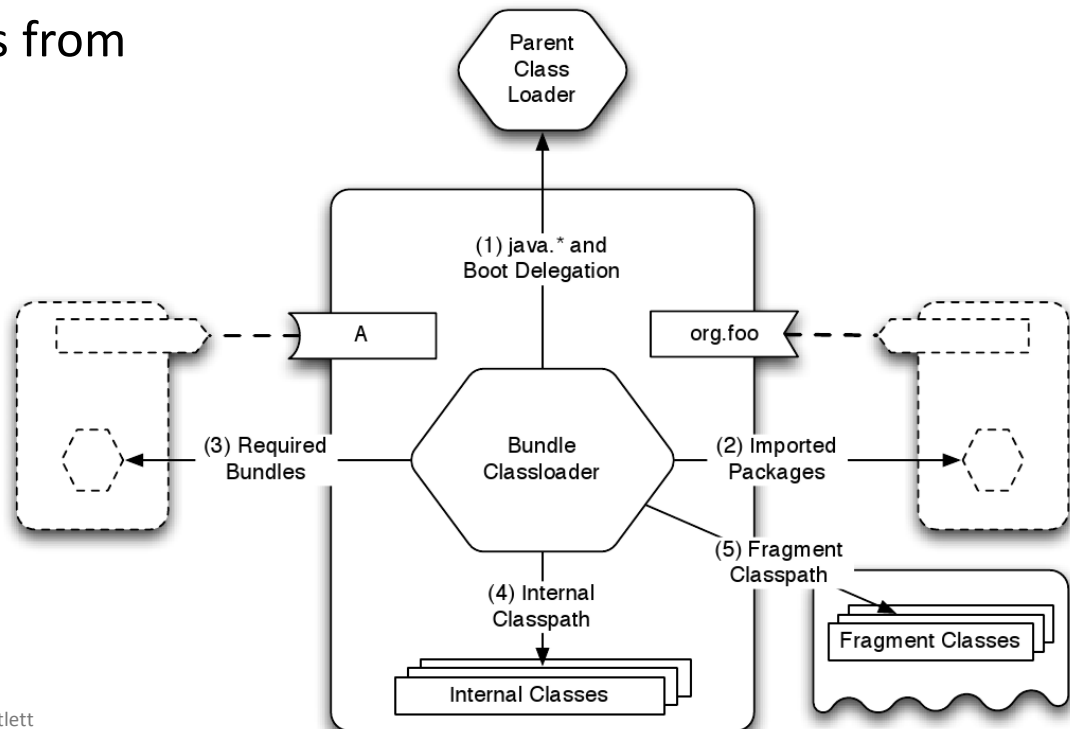 s from
Parent
Class
Loader
(1) java.* and
Boot Delegation
A
org.foo
(3) Required
Bundles
Bundle
Classloader
(2) Imported
Packages
(5) Fragment
Classpath
(4) Internal
Classpath
Fragment Classes
Internal Classes
tlett